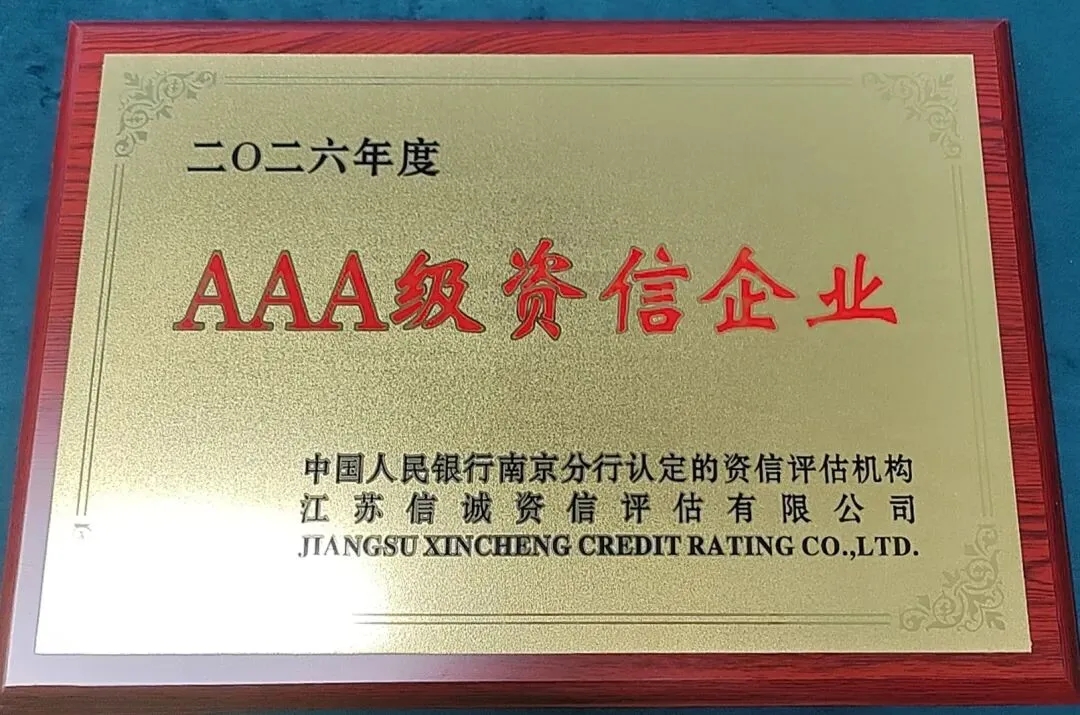 二〇二六年度
AAA级资信企业
中国人民银行南京分行认定的资信评估机构
江苏信诚资信评估有限公司
JIANGSU XINCHENG CREDIT RATING CO.,LTD.